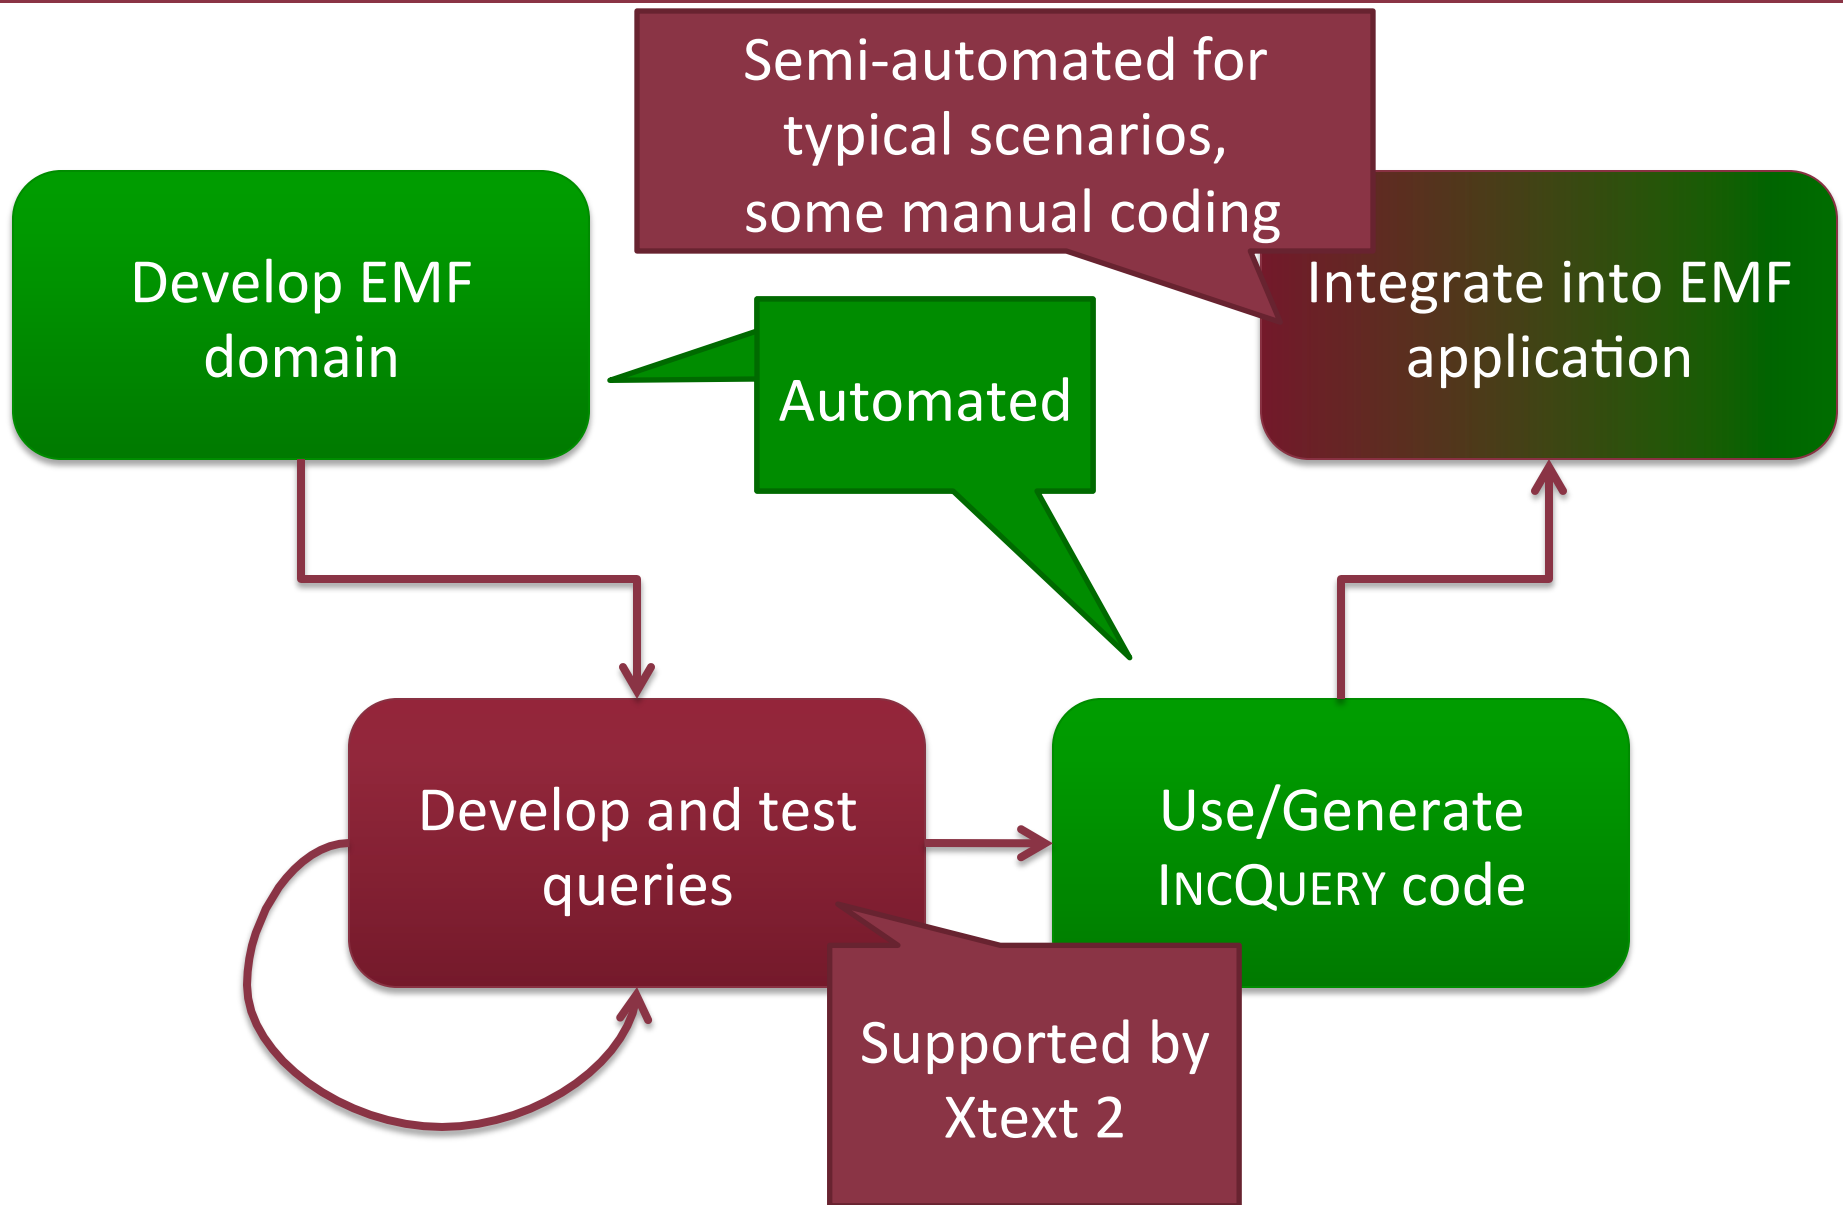 Semi-automated for
typical scenarios,
some manual coding
Develop EMF
domain
Automated
Integrate into EMF
application
Develop and test
queries
Use/Generate
INCQUERY code
Supported by
Xtext 2